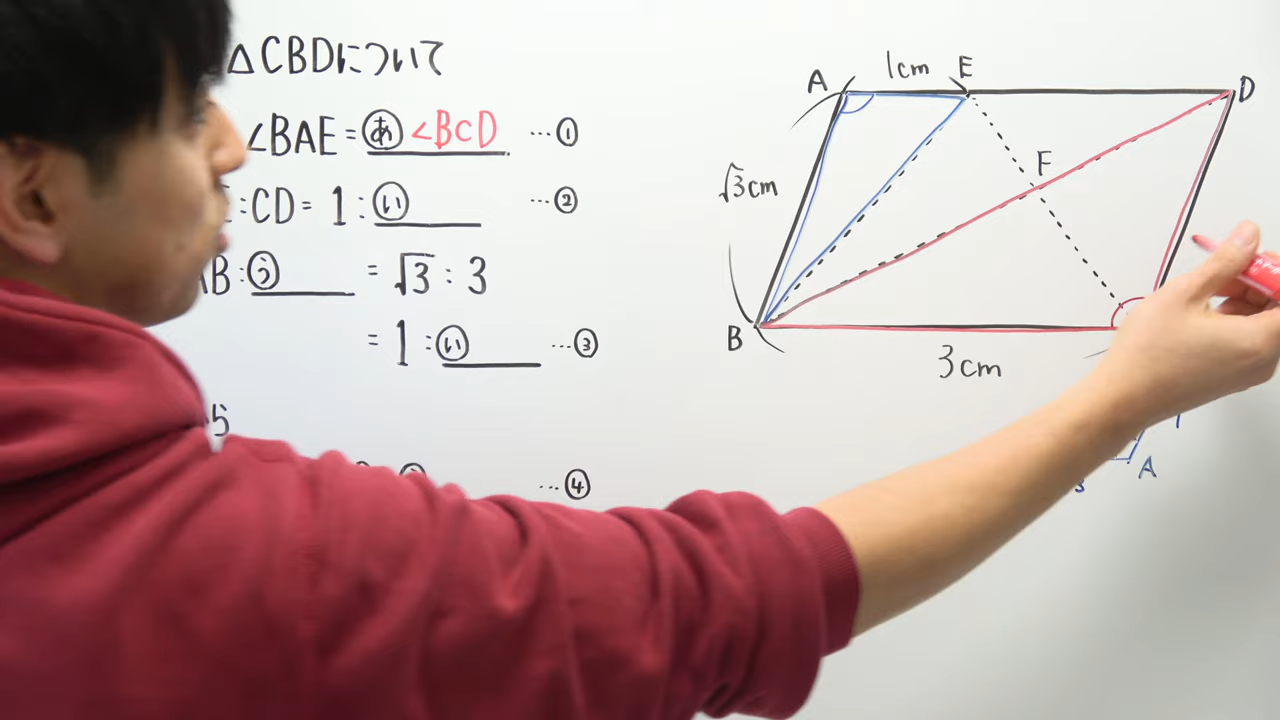 △CBDについて
∠BAE=あ ∠BCD …①
:CD=1:い …②
AB:う =√3:3
=1:い …③
ら
…④
A
1cm
E
D
√3cm
F
B
3cm
A